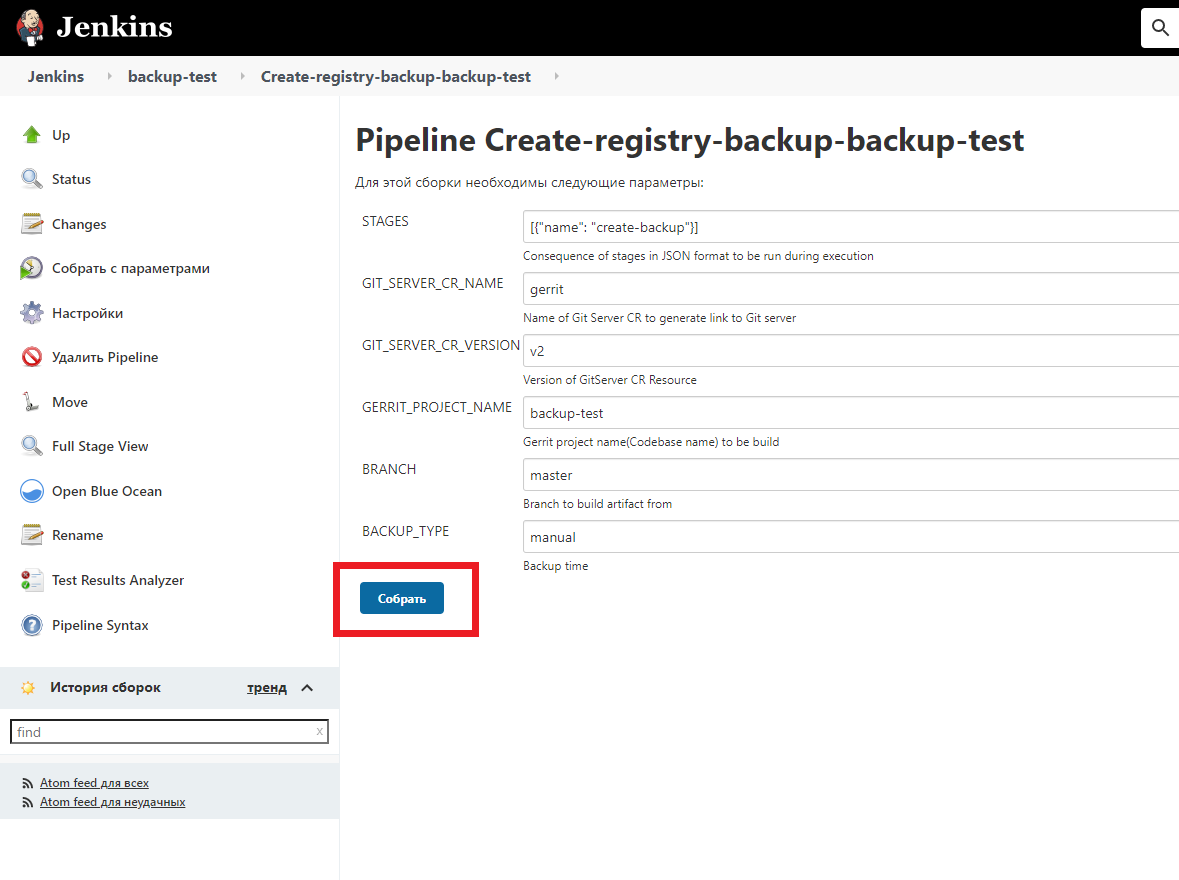 Jenkins
Jenkins backup-test Create-registry-backup-backup-test
Up
Status
Changes
Собрать с параметрами
Настройки
Удалить Pipeline
Move
Full Stage View
Open Blue Ocean
Rename
Test Results Analyzer
Pipeline Syntax
История сборок тренд
find x
Atom feed для всех
Atom feed для неудачных
Pipeline Create-registry-backup-backup-test
Для этой сборки необходимы следующие параметры:
STAGES
[{"name": "create-backup"}]
Consequence of stages in JSON format to be run during execution
GIT_SERVER_CR_NAME
gerrit
Name of Git Server CR to generate link to Git server
GIT_SERVER_CR_VERSION
v2
Version of GitServer CR Resource
GERRIT_PROJECT_NAME
backup-test
Gerrit project name(Codebase name) to be build
BRANCH
master
Branch to build artifact from
BACKUP_TYPE
manual
Backup time
Собрать